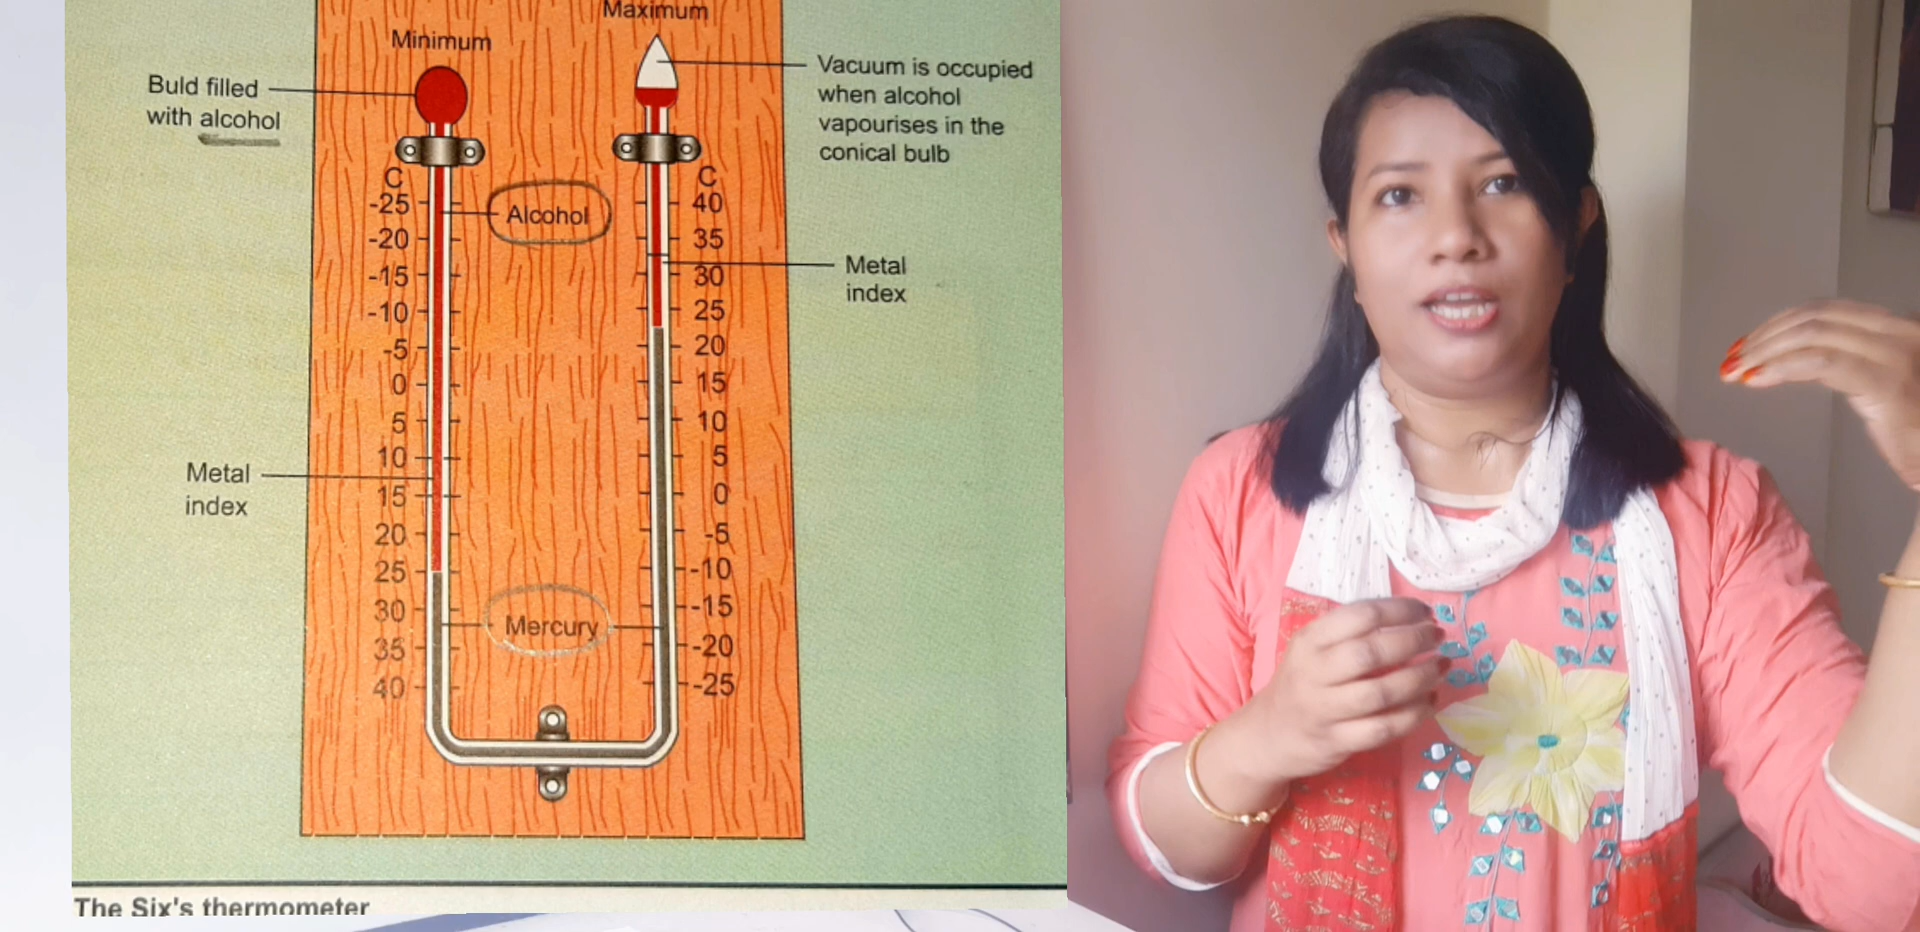 Minimum
Maximum
Buld filled
with alcohol
Vacuum is occupied
when alcohol
vapourises in the
conical bulb
C
-25
-20
-15
-10
-5
0
5
10
15
20
25
30
35
40
Alcohol
C
40
35
30
25
20
15
10
5
0
-5
-10
-15
-20
-25
Metal
index
Metal
index
Mercury
The Six's thermometer